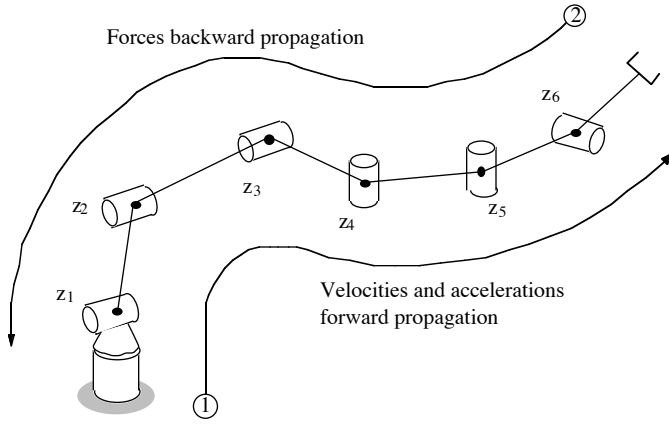 2
Forces backward propagation
z6
z3
z2
z4
z5
z1
Velocities and accelerations
forward propagation
1